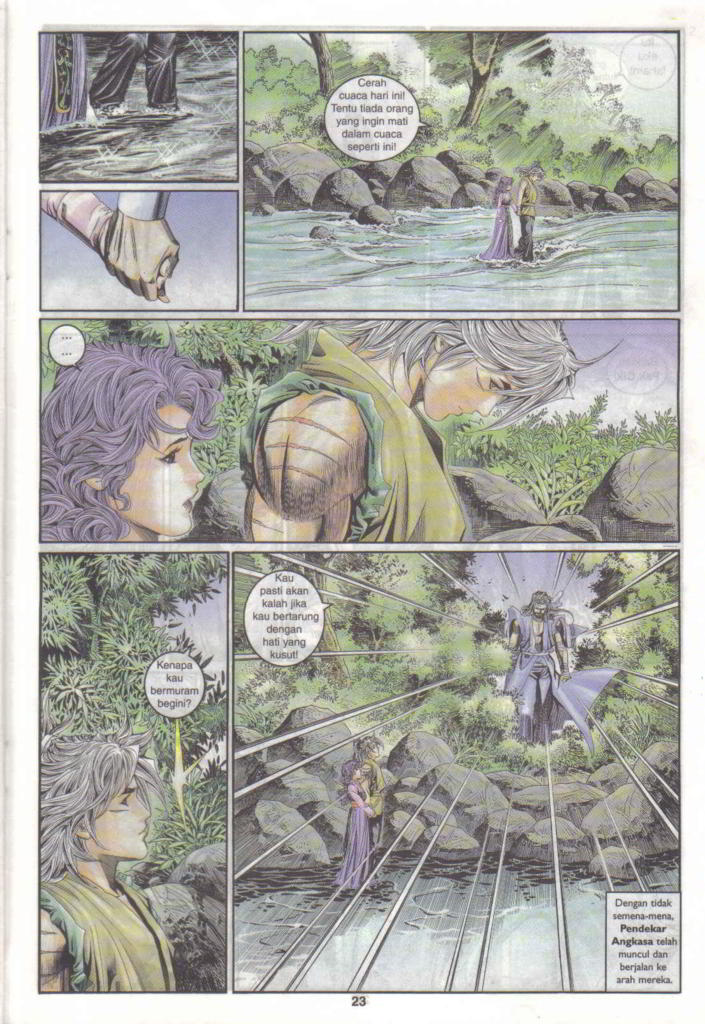 Cerah
cuaca hari ini!
Tentu tiada orang
yang ingin mati
dalam cuaca
seperti ini!
...
...
Kenapa
kau
bermuram
begini?
Kau
pasti akan
kalah jika
kau bertarung
dengan
hati yang
kusut!
Dengan tidak
semena-mena,
Pendekar
Angkasa telah
muncul dan
berjalan ke
arah mereka.
23